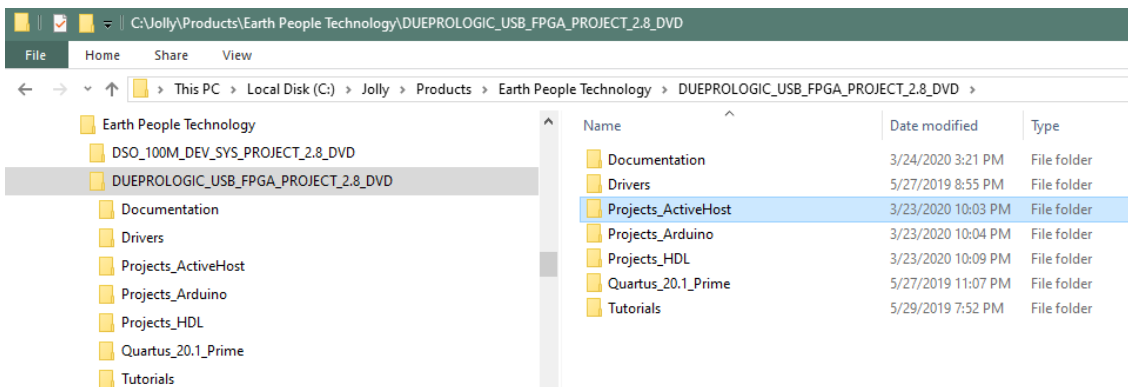 C:\Jolly\Products\Earth People Technology\DUEPROLOGIC_USB_FPGA_PROJECT_2.8_DVD
File Home Share View
This PC > Local Disk (C:) > Jolly > Products > Earth People Technology > DUEPROLOGIC_USB_FPGA_PROJECT_2.8_DVD >
Earth People Technology
DSO_100M_DEV_SYS_PROJECT_2.8_DVD
DUEPROLOGIC_USB_FPGA_PROJECT_2.8_DVD
Documentation
Drivers
Projects_ActiveHost
Projects_Arduino
Projects_HDL
Quartus_20.1_Prime
Tutorials
Name Date modified Type
Documentation 3/24/2020 3:21 PM File folder
Drivers 5/27/2019 8:55 PM File folder
Projects_ActiveHost 3/23/2020 10:03 PM File folder
Projects_Arduino 3/23/2020 10:04 PM File folder
Projects_HDL 3/23/2020 10:09 PM File folder
Quartus_20.1_Prime 5/27/2019 11:07 PM File folder
Tutorials 5/29/2019 7:52 PM File folder